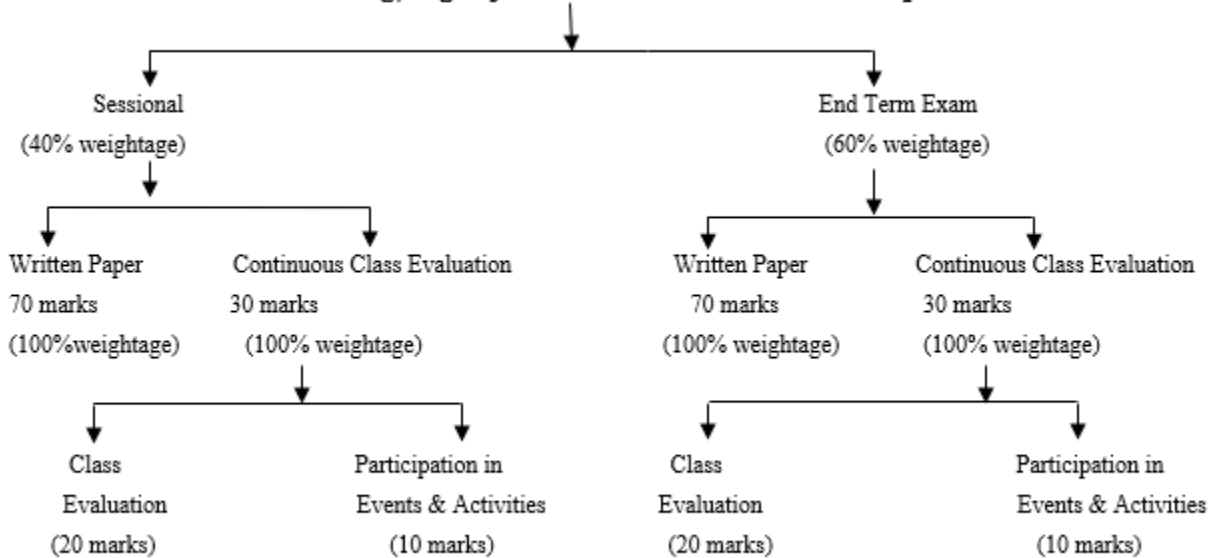 Sessional
(40% weightage)
End Term Exam
(60% weightage)
Written Paper
70 marks
(100%weightage)
Continuous Class Evaluation
30 marks
(100% weightage)
Written Paper
70 marks
(100% weightage)
Continuous Class Evaluation
30 marks
(100% weightage)
Class
Evaluation
(20 marks)
Participation in
Events & Activities
(10 marks)
Class
Evaluation
(20 marks)
Participation in
Events & Activities
(10 marks)